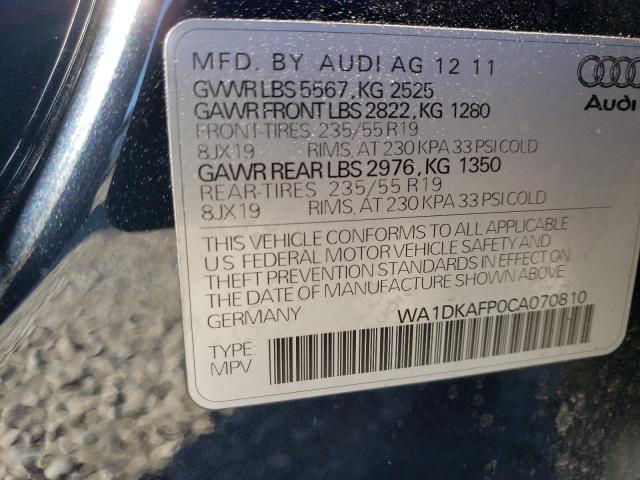 MFD. BY AUDI AG 12 11
GVWR LBS 5567, KG 2525
GAWR FRONT LBS 2822, KG 1280
FRONT-TIRES 235/55 R19
8JX19 RIMS, AT 230 KPA 33 PSI COLD
GAWR REAR LBS 2976, KG 1350
REAR-TIRES 235/55 R19
8JX19 RIMS, AT 230 KPA 33 PSI COLD
THIS VEHICLE CONFORMS TO ALL APPLICABLE
US FEDERAL MOTOR VEHICLE SAFETY AND
THEFT PREVENTION STANDARDS IN EFFECT ON
THE DATE OF MANUFACTURE SHOWN ABOVE
GERMANY WA1DKAFP0CA070810
TYPE
MPV
Audi